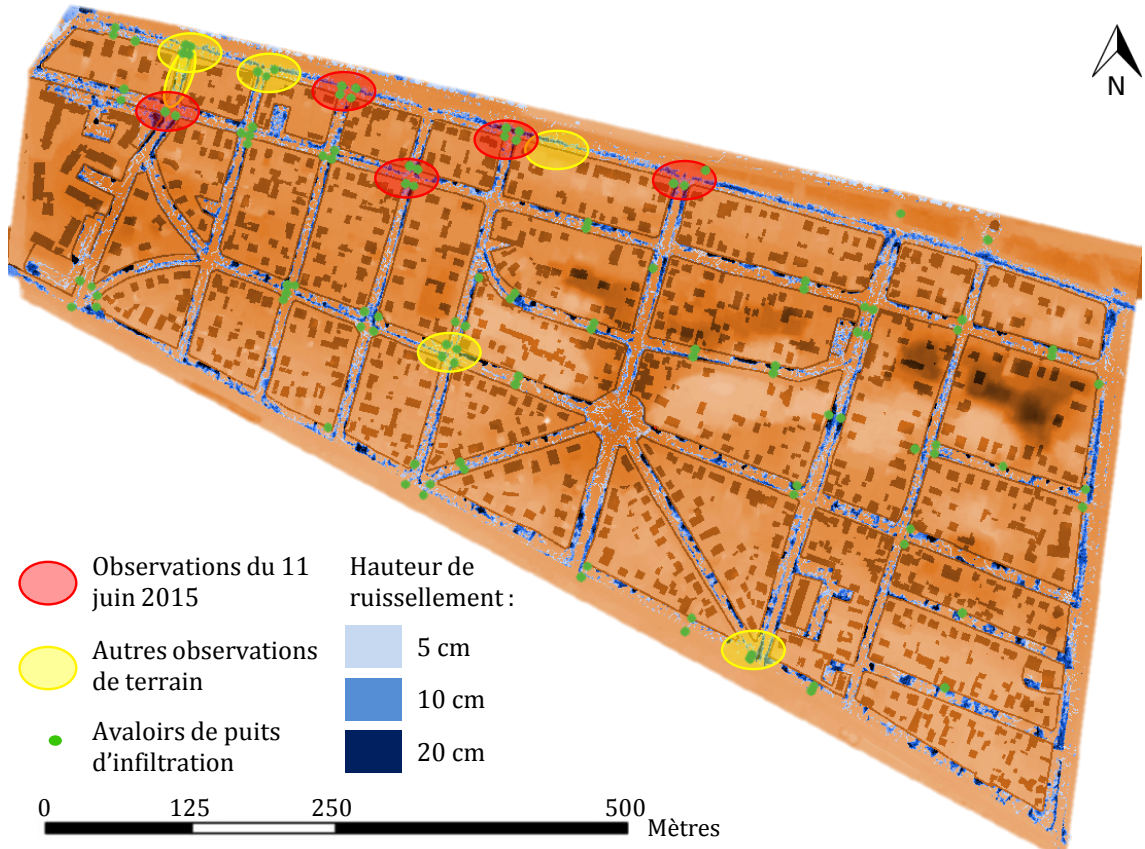 N
Observations du 11
juin 2015
Autres observations
de terrain
Avaloirs de puits
d’infiltration
Hauteur de
ruissellement :
5 cm
10 cm
20 cm
0 125 250 500 Mètres